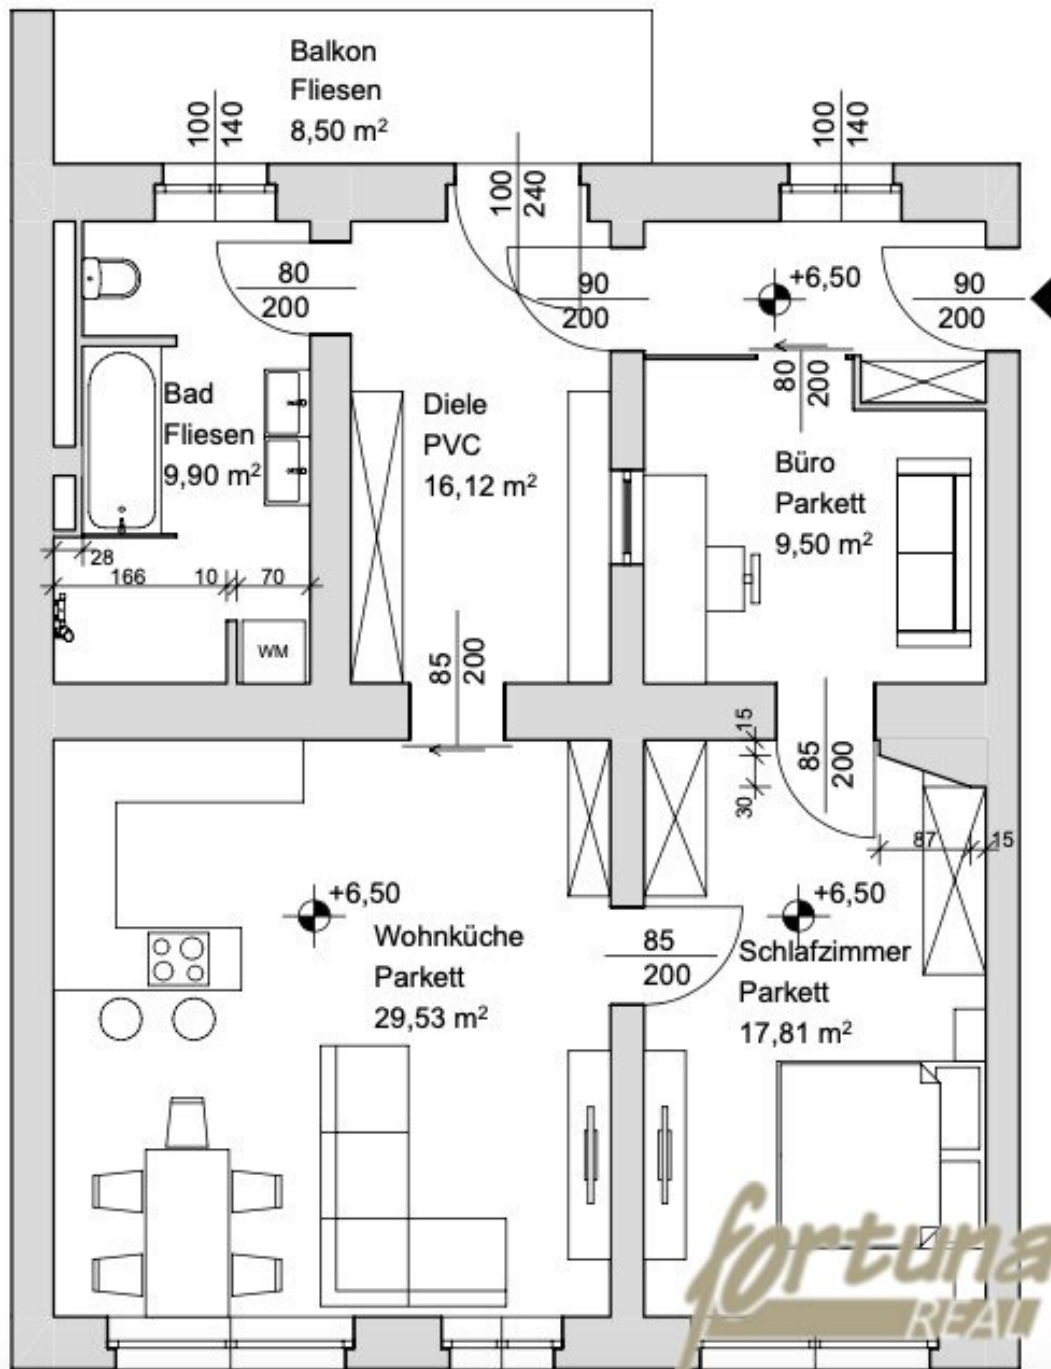 Balkon
Fliesen
8,50 m²
100
140
100
240
100
140
80
200
90
200
+6,50
90
200
80
200
Bad
Fliesen
9,90 m²
Diele
PVC
16,12 m²
Büro
Parkett
9,50 m²
28
166
10
70
WM
85
200
15
30
85
200
87
15
+6,50
Wohnküche
Parkett
29,53 m²
85
200
+6,50
Schlafzimmer
Parkett
17,81 m²
fortuna
REAL